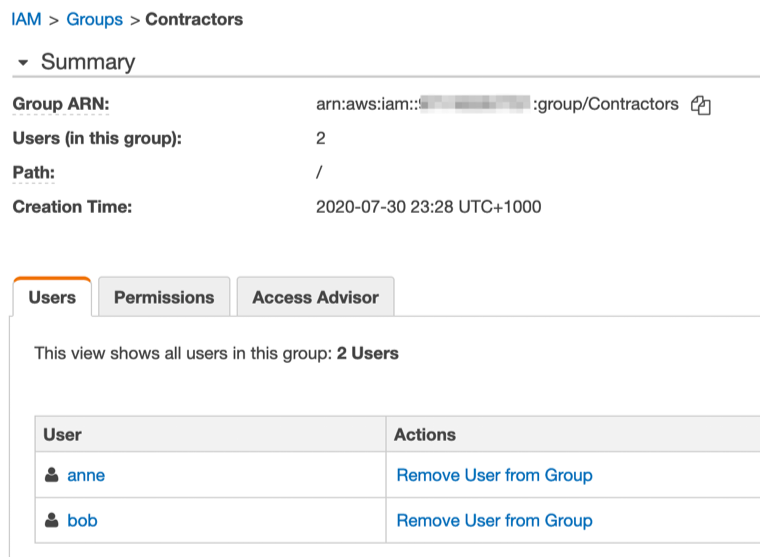 IAM > Groups > Contractors
Summary
Group ARN: arn:aws:iam:: :group/Contractors
Users (in this group): 2
Path: /
Creation Time: 2020-07-30 23:28 UTC+1000
Users Permissions Access Advisor
This view shows all users in this group: 2 Users
User Actions
anne Remove User from Group
bob Remove User from Group